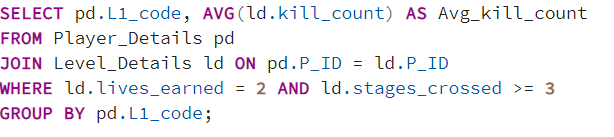 SELECT pd.L1_code, AVG(ld.kill_count) AS Avg_kill_count
FROM Player_Details pd
JOIN Level_Details ld ON pd.P_ID = ld.P_ID
WHERE ld.lives_earned = 2 AND ld.stages_crossed >= 3
GROUP BY pd.L1_code;